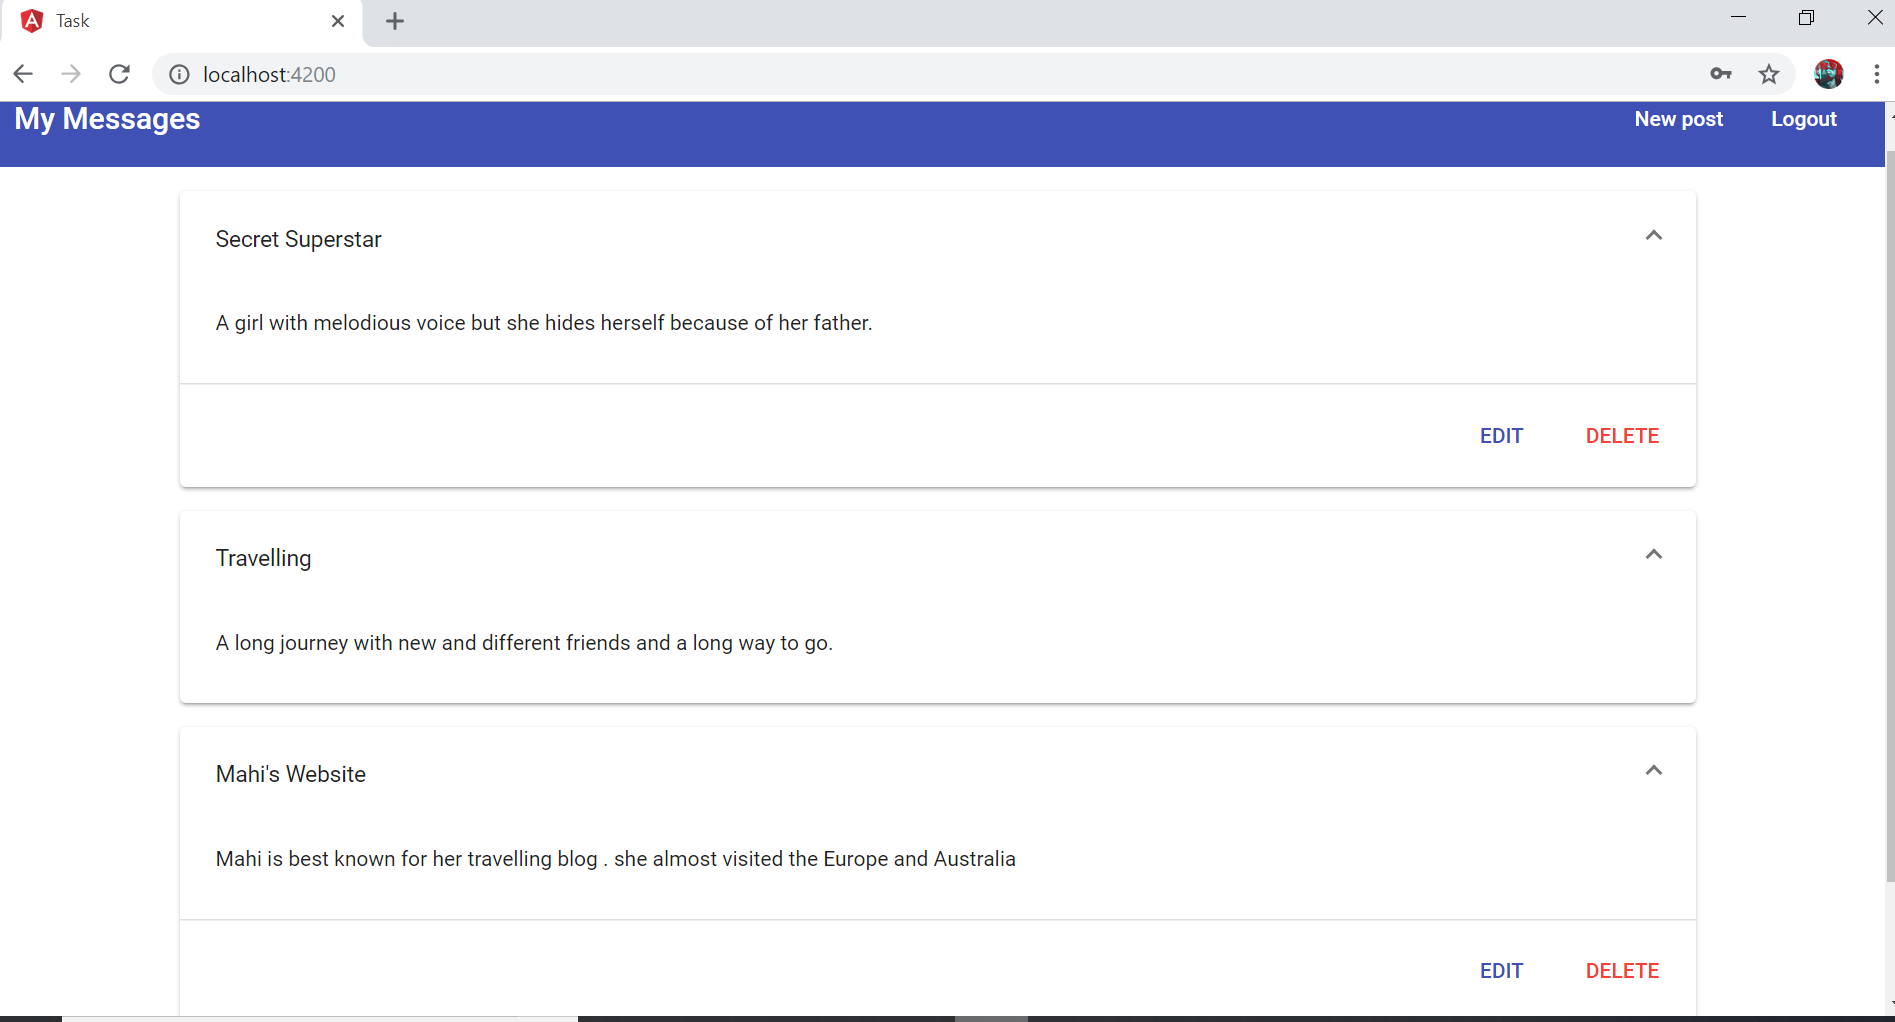 Task
localhost:4200
My Messages
New post Logout
Secret Superstar
A girl with melodious voice but she hides herself because of her father.
EDIT DELETE
Travelling
A long journey with new and different friends and a long way to go.
Mahi's Website
Mahi is best known for her travelling blog . she almost visited the Europe and Australia
EDIT DELETE